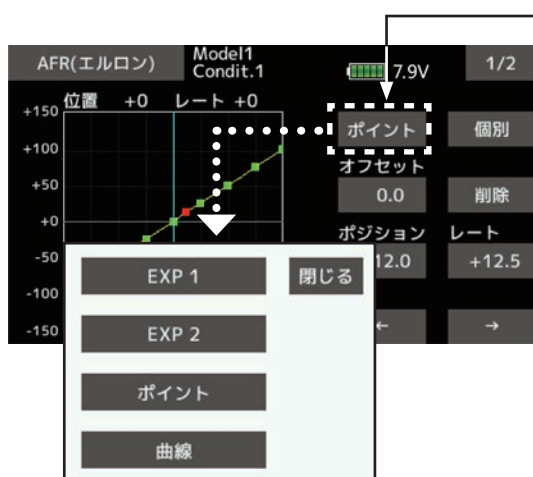 AFR(エルロン)
Model1
Condit.1
7.9V
1/2
位置 +0 レート +0
+150
+100
+50
+0
-50
-100
-150
ポイント
個別
オフセット
0.0
削除
ポジション
レート
12.0
+12.5
←
→
EXP 1
閉じる
EXP 2
ポイント
曲線